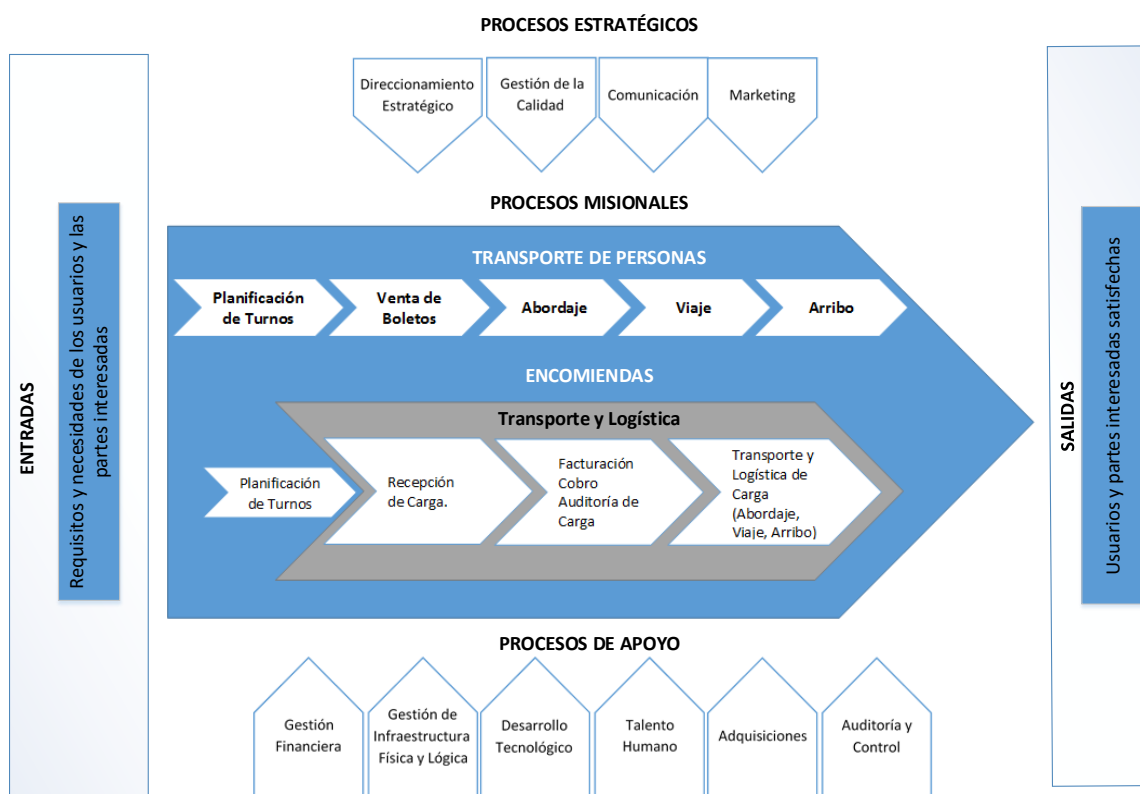 PROCESOS ESTRATÉGICOS
Direccionamiento
Estratégico
Gestión de la
Calidad
Comunicación
Marketing
ENTRADAS
Requisitos y necesidades de los usuarios y las
partes interesadas
PROCESOS MISIONALES
TRANSPORTE DE PERSONAS
Planificación
de Turnos
Venta de
Boletos
Abordaje
Viaje
Arribo
ENCOMIENDAS
Transporte y Logística
Planificación
de Turnos
Recepción
de Carga.
Facturación
Cobro
Auditoría de
Carga
Transporte y
Logística de
Carga
(Abordaje,
Viaje, Arribo)
SALIDAS
Usuarios y partes interesadas satisfechas
PROCESOS DE APOYO
Gestión
Financiera
Gestión de
Infraestructura
Física y Lógica
Desarrollo
Tecnológico
Talento
Humano
Adquisiciones
Auditoría y
Control